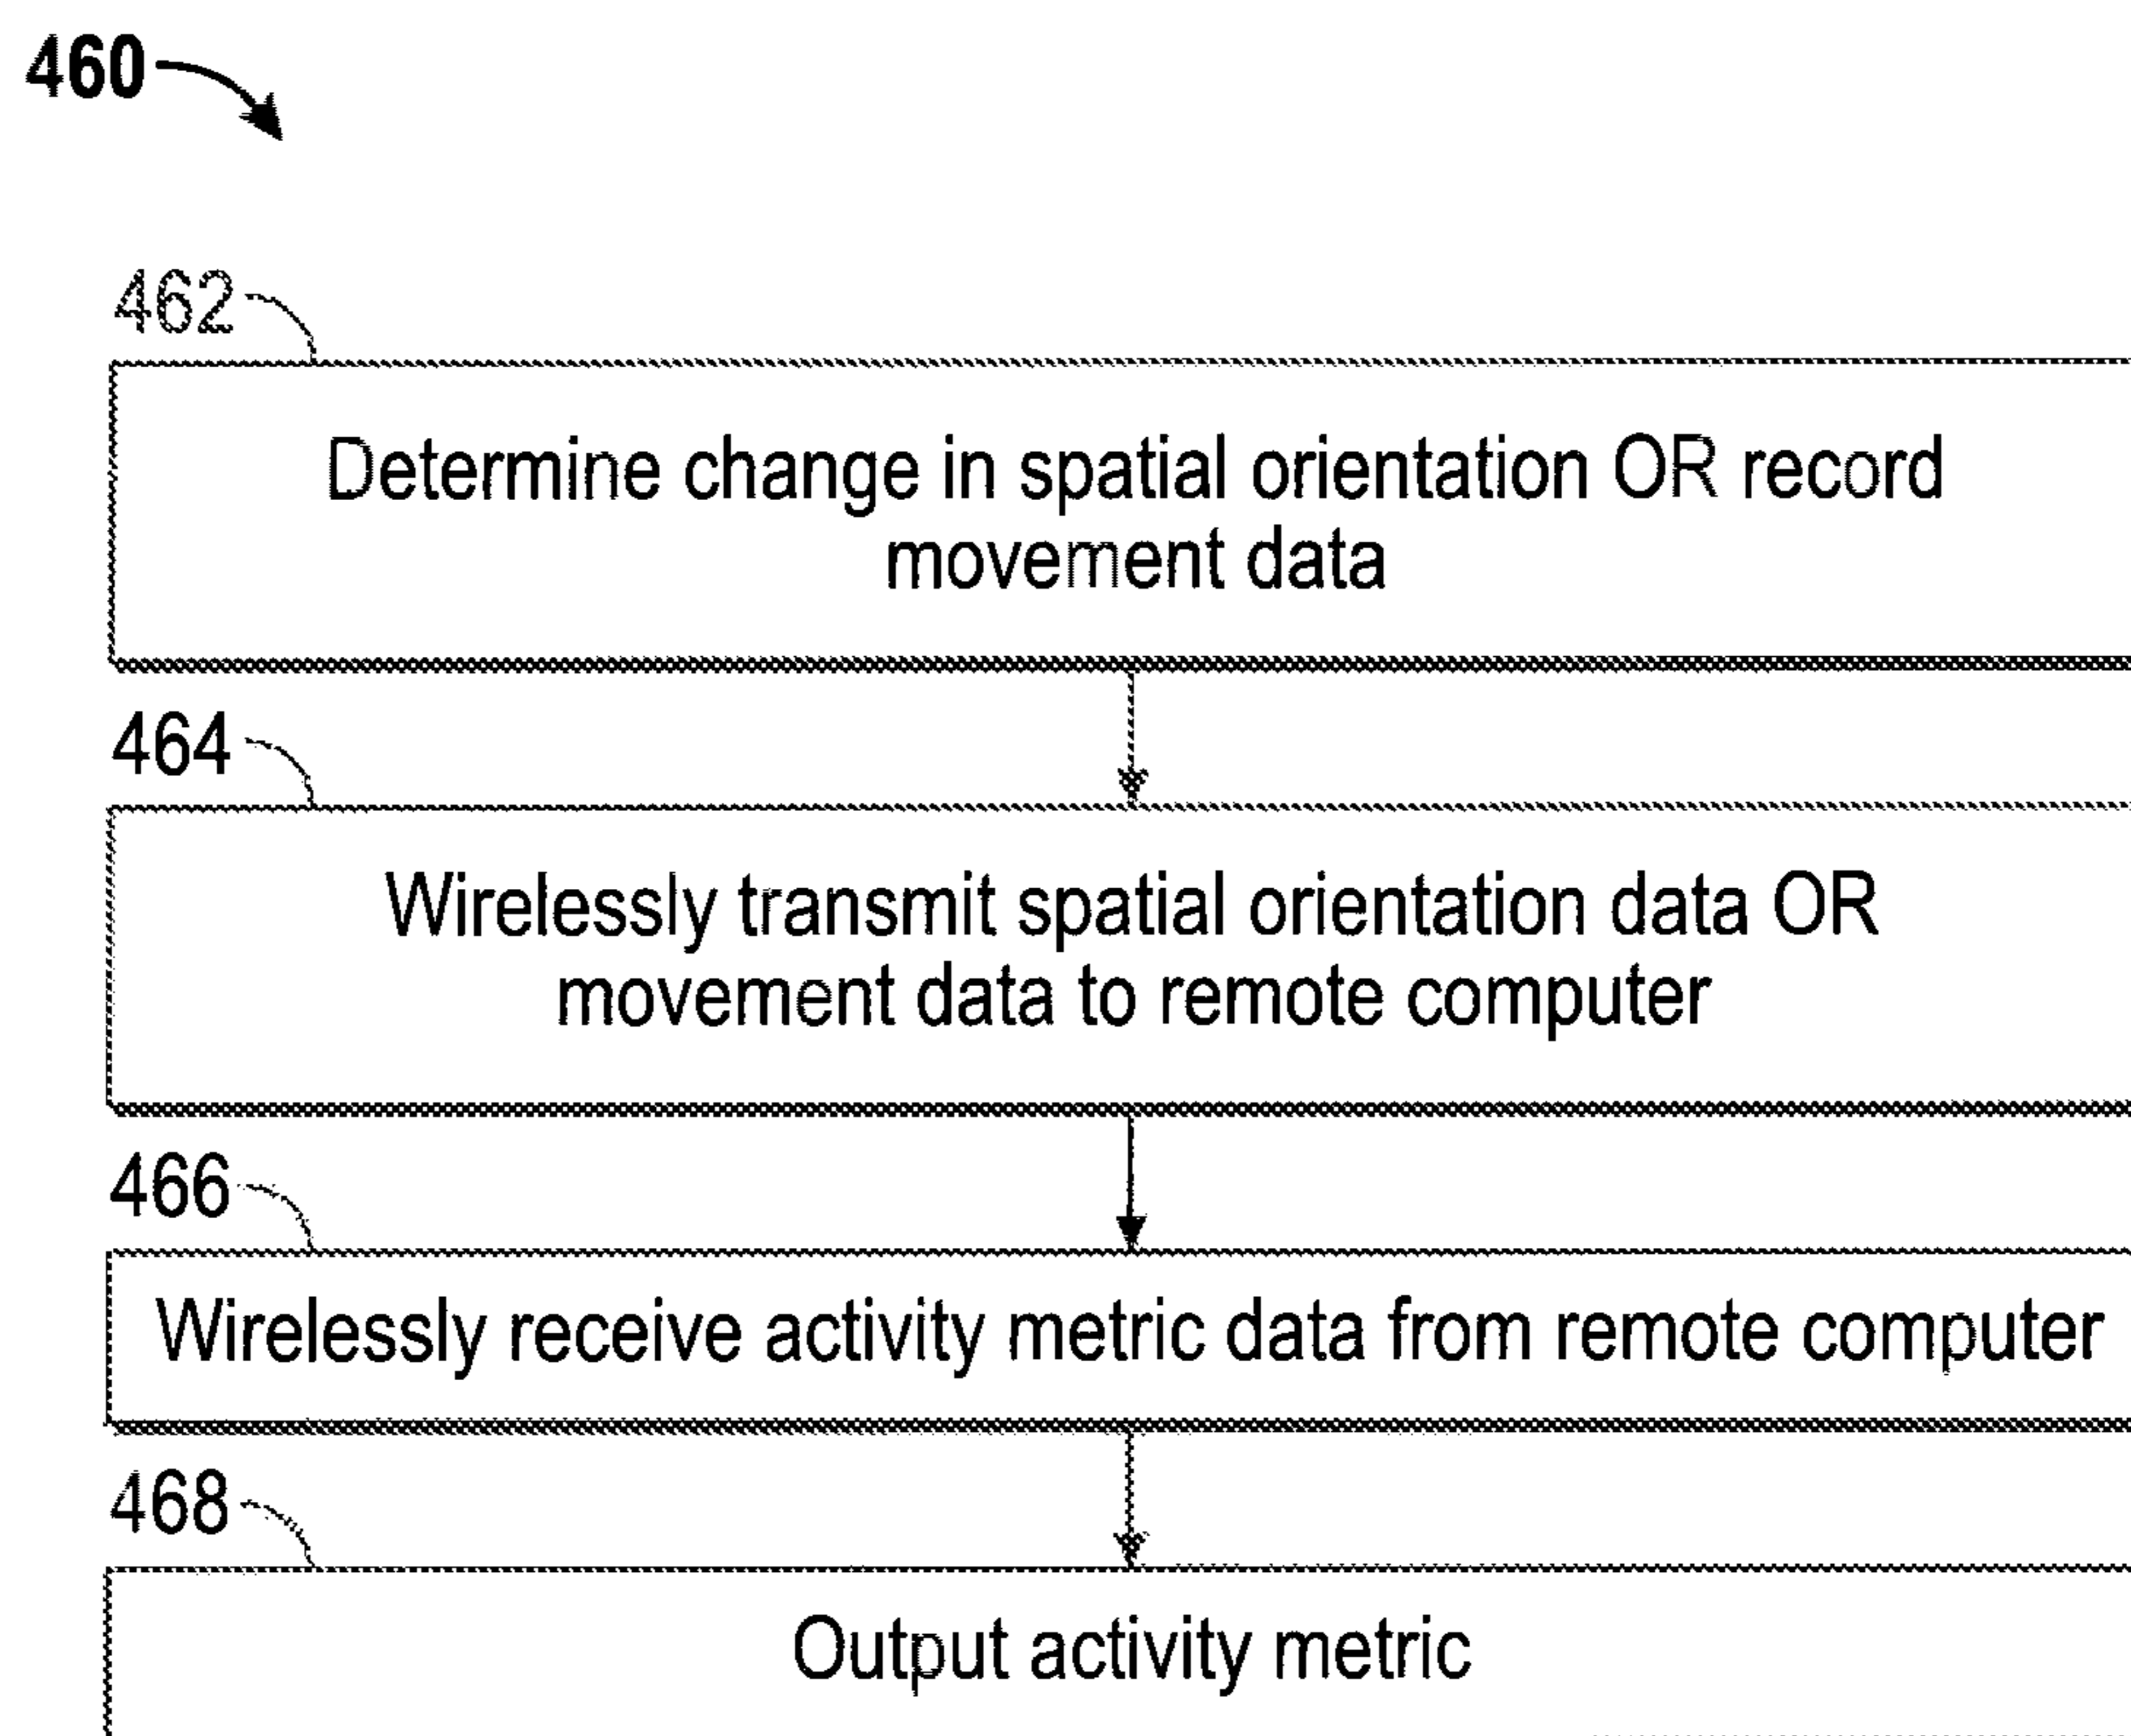 460
462
Determine change in spatial orientation OR record
movement data
464
Wirelessly transmit spatial orientation data OR
movement data to remote computer
466
Wirelessly receive activity metric data from remote computer
468
Output activity metric